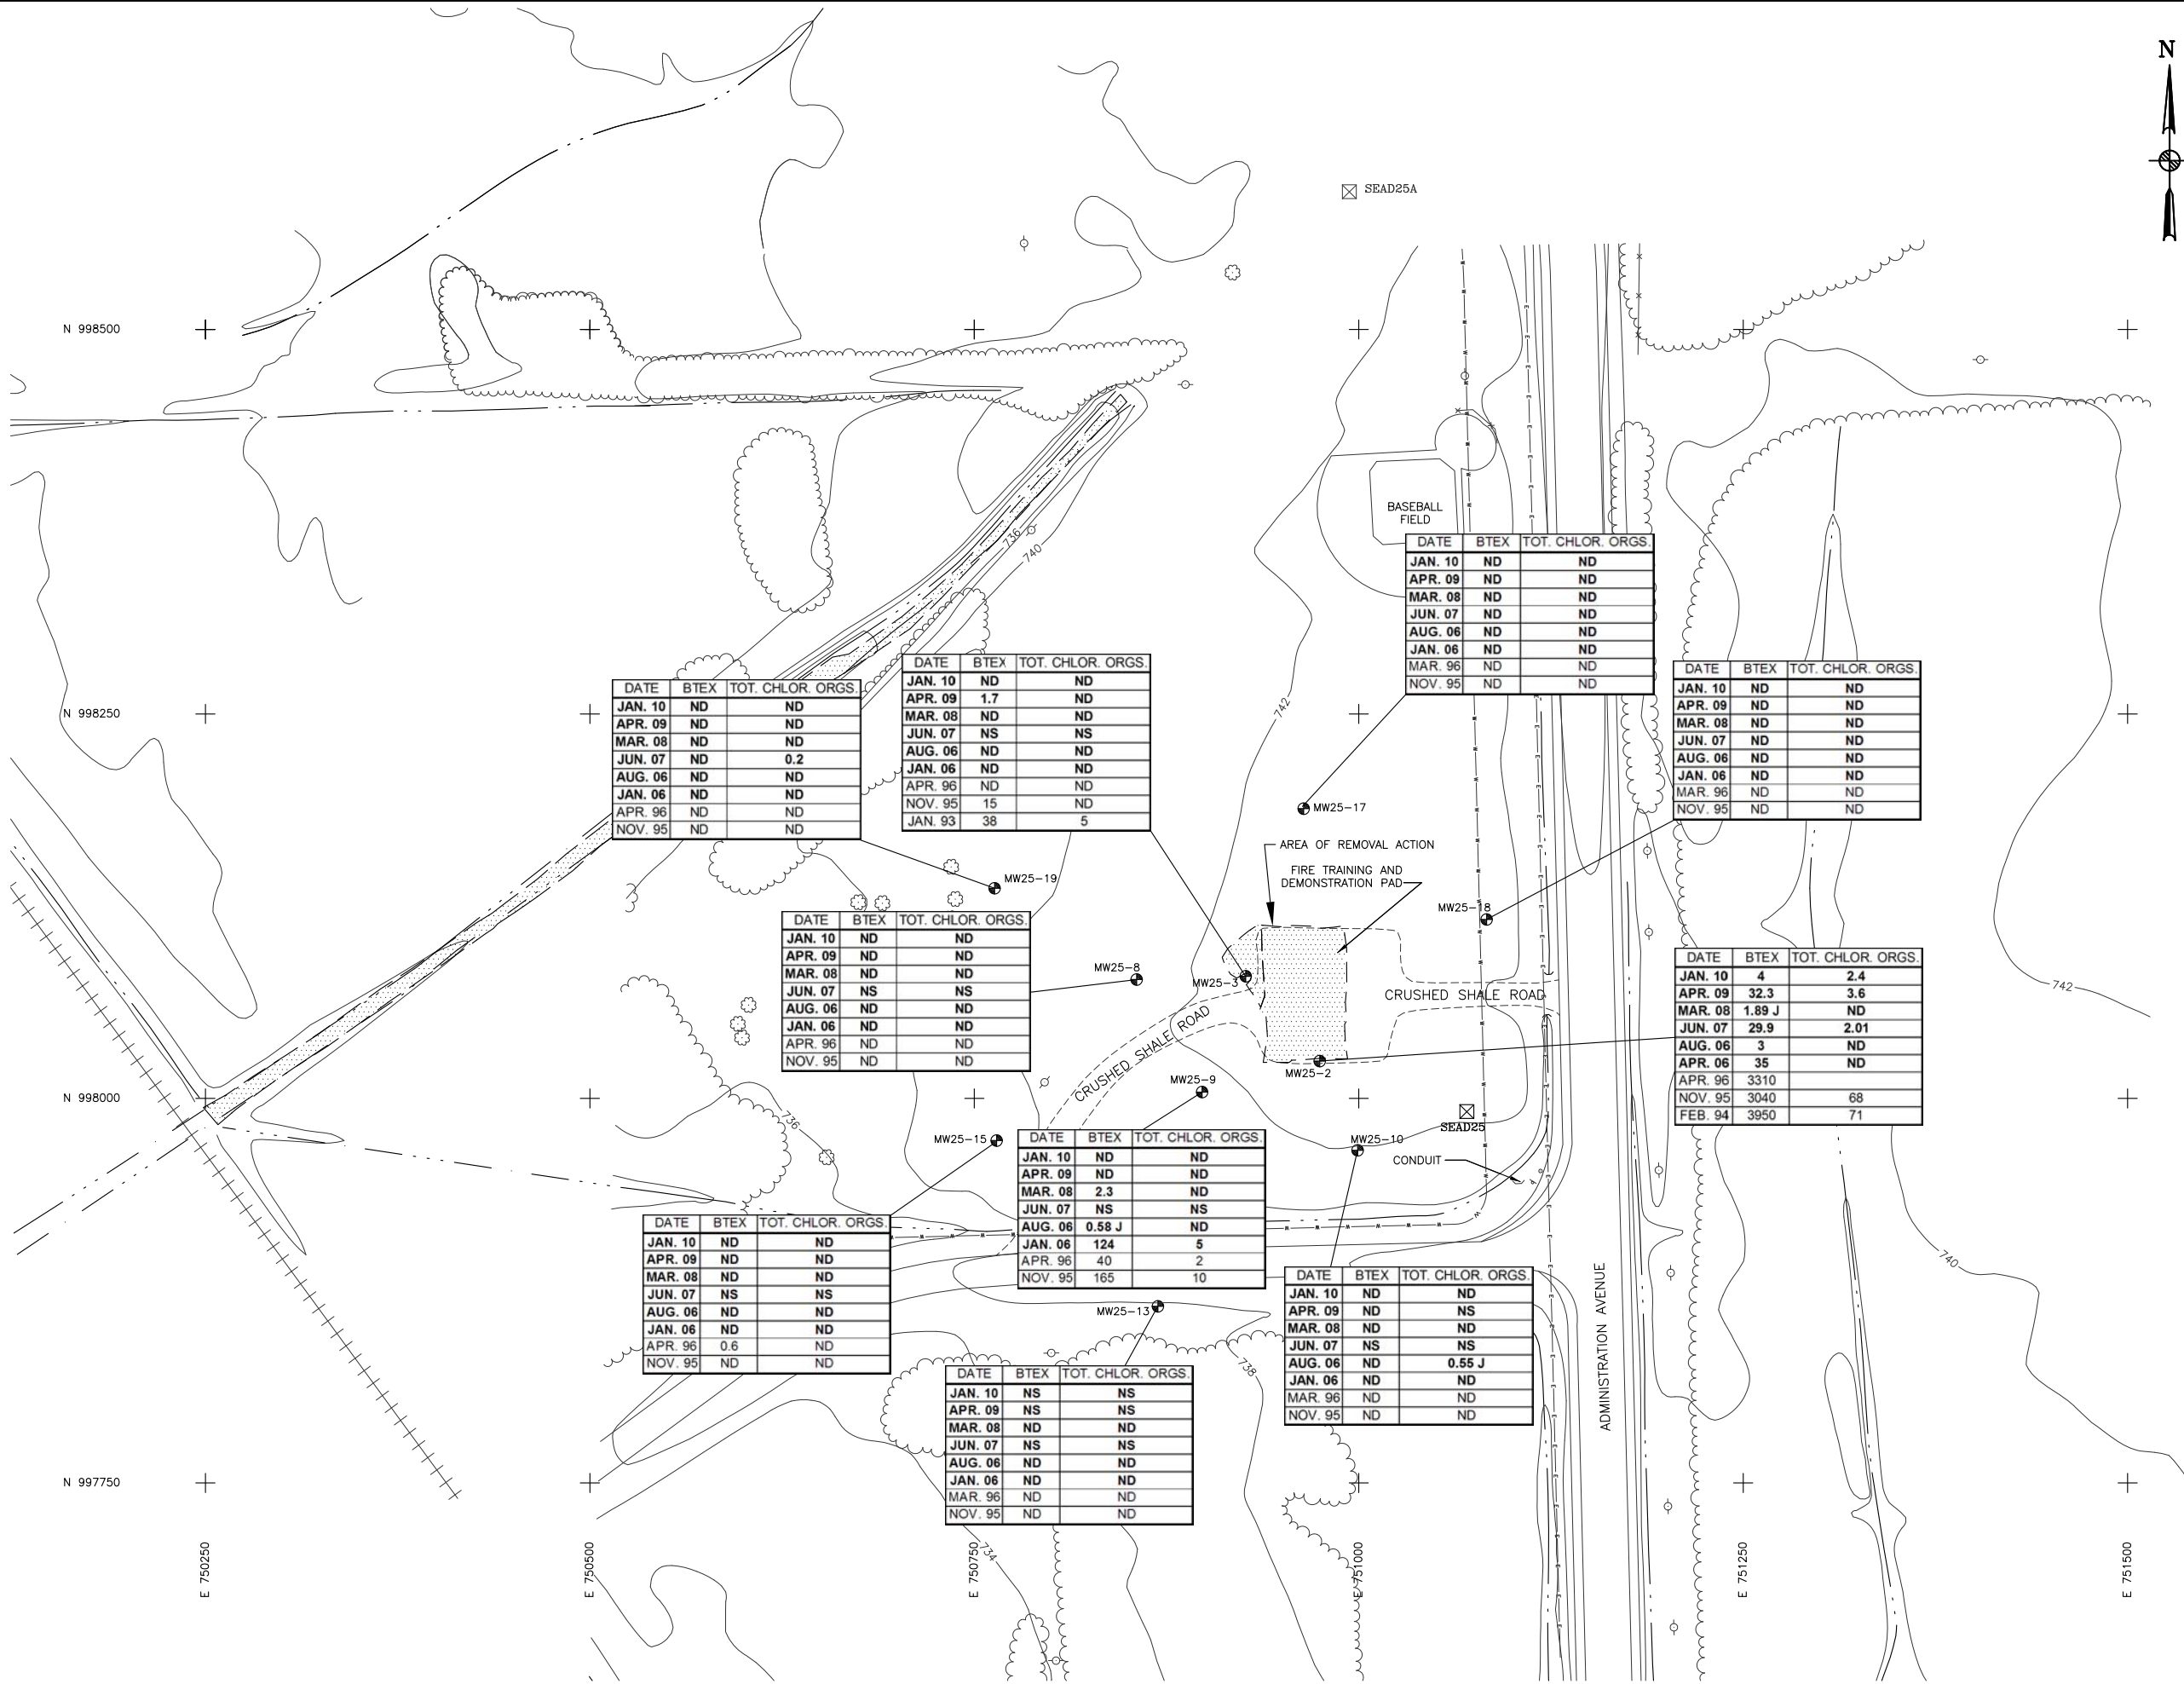 N
SEAD25A
N 998500
BASEBALL
FIELD
736
740
DATE BTEX TOT. CHLOR. ORGS.
JAN. 10 ND ND
APR. 09 ND ND
MAR. 08 ND ND
JUN. 07 ND ND
AUG. 06 ND ND
JAN. 06 ND ND
MAR. 96 ND ND
NOV. 95 ND ND
DATE BTEX TOT. CHLOR. ORGS.
JAN. 10 ND ND
APR. 09 1.7 ND
MAR. 08 ND ND
JUN. 07 NS NS
AUG. 06 ND ND
JAN. 06 ND ND
APR. 96 ND ND
NOV. 95 15 ND
JAN. 93 38 5
DATE BTEX TOT. CHLOR. ORGS.
JAN. 10 ND ND
APR. 09 ND ND
MAR. 08 ND ND
JUN. 07 ND ND
AUG. 06 ND ND
JAN. 06 ND ND
MAR. 96 ND ND
NOV. 95 ND ND
DATE BTEX TOT. CHLOR. ORGS.
JAN. 10 ND ND
APR. 09 ND ND
MAR. 08 ND ND
JUN. 07 ND 0.2
AUG. 06 ND ND
JAN. 06 ND ND
APR. 96 ND ND
NOV. 95 ND ND
N 998250
742
MW25-17
AREA OF REMOVAL ACTION
FIRE TRAINING AND
DEMONSTRATION PAD
MW25-19
MW25-18
DATE BTEX TOT. CHLOR. ORGS.
JAN. 10 ND ND
APR. 09 ND ND
MAR. 08 ND ND
JUN. 07 NS NS
AUG. 06 ND ND
JAN. 06 ND ND
APR. 96 ND ND
NOV. 95 ND ND
MW25-8
MW25-3
CRUSHED SHALE ROAD
CRUSHED SHALE ROAD
DATE BTEX TOT. CHLOR. ORGS.
JAN. 10 4 2.4
APR. 09 32.3 3.6
MAR. 08 1.89 J ND
JUN. 07 29.9 2.01
AUG. 06 3 ND
APR. 06 35 ND
APR. 96 3310
NOV. 95 3040 68
FEB. 94 3950 71
742
MW25-9
MW25-2
N 998000
736
SEAD25
MW25-15
MW25-10
CONDUIT
DATE BTEX TOT. CHLOR. ORGS.
JAN. 10 ND ND
APR. 09 ND ND
MAR. 08 2.3 ND
JUN. 07 NS NS
AUG. 06 0.58 J ND
JAN. 06 124 5
APR. 96 40 2
NOV. 95 165 10
DATE BTEX TOT. CHLOR. ORGS.
JAN. 10 ND ND
APR. 09 ND ND
MAR. 08 ND ND
JUN. 07 NS NS
AUG. 06 ND ND
JAN. 06 ND ND
APR. 96 0.6 ND
NOV. 95 ND ND
740
ADMINISTRATION AVENUE
DATE BTEX TOT. CHLOR. ORGS.
JAN. 10 ND ND
APR. 09 ND NS
MAR. 08 ND ND
JUN. 07 NS NS
AUG. 06 ND 0.55 J
JAN. 06 ND ND
MAR. 96 ND ND
NOV. 95 ND ND
MW25-13
738
DATE BTEX TOT. CHLOR. ORGS.
JAN. 10 NS NS
APR. 09 NS NS
MAR. 08 ND ND
JUN. 07 NS NS
AUG. 06 ND ND
JAN. 06 ND ND
MAR. 96 ND ND
NOV. 95 ND ND
N 997750
734
E 750250
E 750500
E 750750
E 751000
E 751250
E 751500